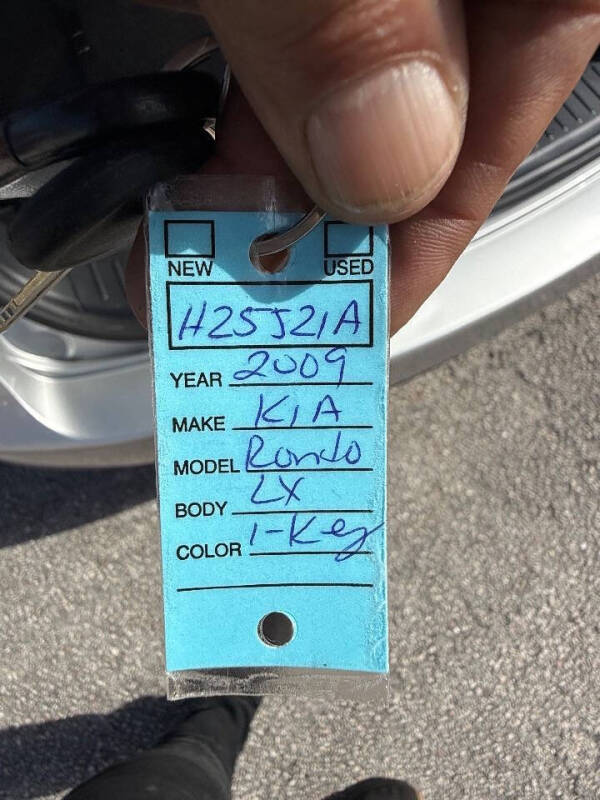 NEW USED
H25J21A
YEAR 2009
MAKE KIA
MODEL Rondo
BODY LX
COLOR 1-Key